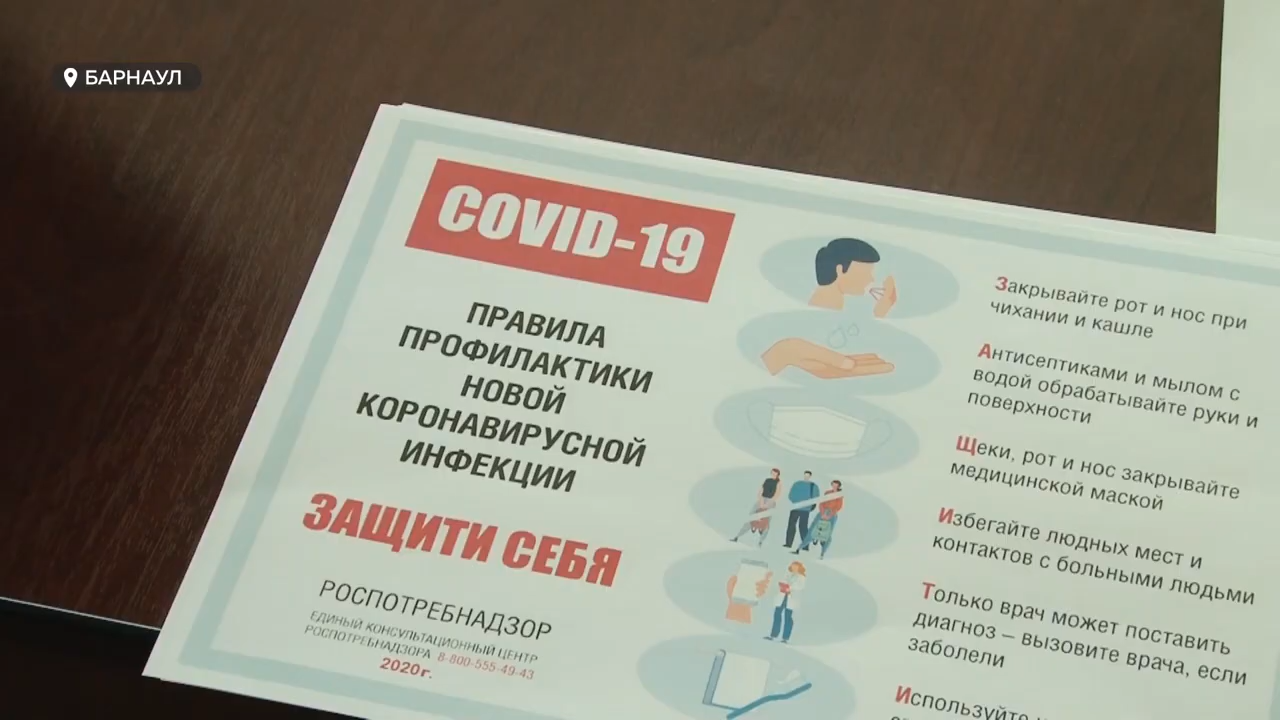 БАРНАУЛ
COVID-19
ПРАВИЛА
ПРОФИЛАКТИКИ
НОВОЙ
КОРОНАВИРУСНОЙ
ИНФЕКЦИИ
ЗАЩИТИ СЕБЯ
РОСПОТРЕБНАДЗОР
ЕДИНЫЙ КОНСУЛЬТАЦИОННЫЙ ЦЕНТР
РОСПОТРЕБНАДЗОРА 8-800-555-49-43
2020г.
Закрывайте рот и нос при
чихании и кашле
Антисептиками и мылом с
водой обрабатывайте руки и
поверхности
Щеки, рот и нос закрывайте
медицинской маской
Избегайте людных мест и
контактов с больными людьми
Только врач может поставить
диагноз – вызовите врача, если
заболели
Используйте